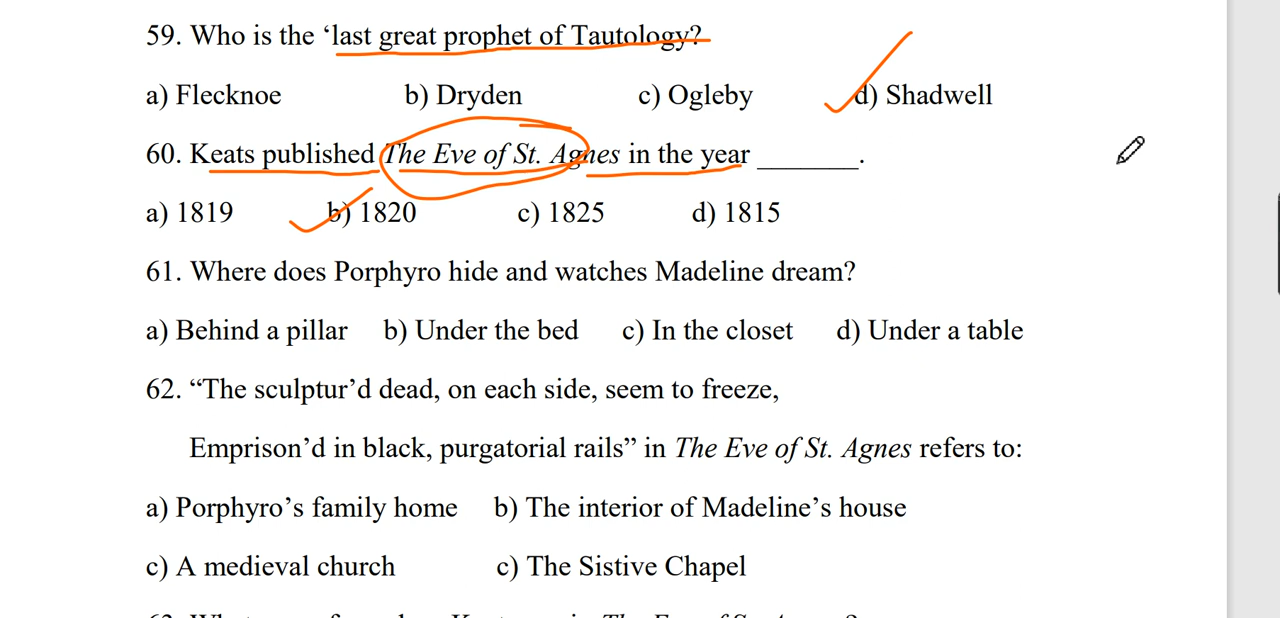 59. Who is the ‘last great prophet of Tautology?
a) Flecknoe b) Dryden c) Ogleby d) Shadwell
60. Keats published The Eve of St. Agnes in the year ________.
a) 1819 b) 1820 c) 1825 d) 1815
61. Where does Porphyro hide and watches Madeline dream?
a) Behind a pillar b) Under the bed c) In the closet d) Under a table
62. “The sculptur’d dead, on each side, seem to freeze,
Emprison’d in black, purgatorial rails” in The Eve of St. Agnes refers to:
a) Porphyro’s family home b) The interior of Madeline’s house
c) A medieval church c) The Sistive Chapel